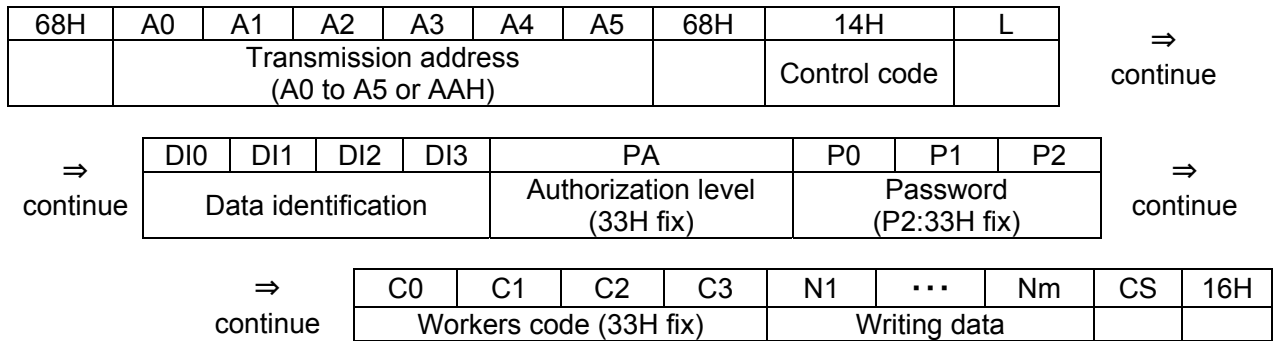 68H A0 A1 A2 A3 A4 A5 68H 14H L
Transmission address
(A0 to A5 or AAH)
Control code
⇒
continue
⇒
continue
DI0 DI1 DI2 DI3 PA P0 P1 P2
Data identification
Authorization level
(33H fix)
Password
(P2:33H fix)
⇒
continue
⇒
continue
C0 C1 C2 C3 N1 ・・・ Nm CS 16H
Workers code (33H fix) Writing data